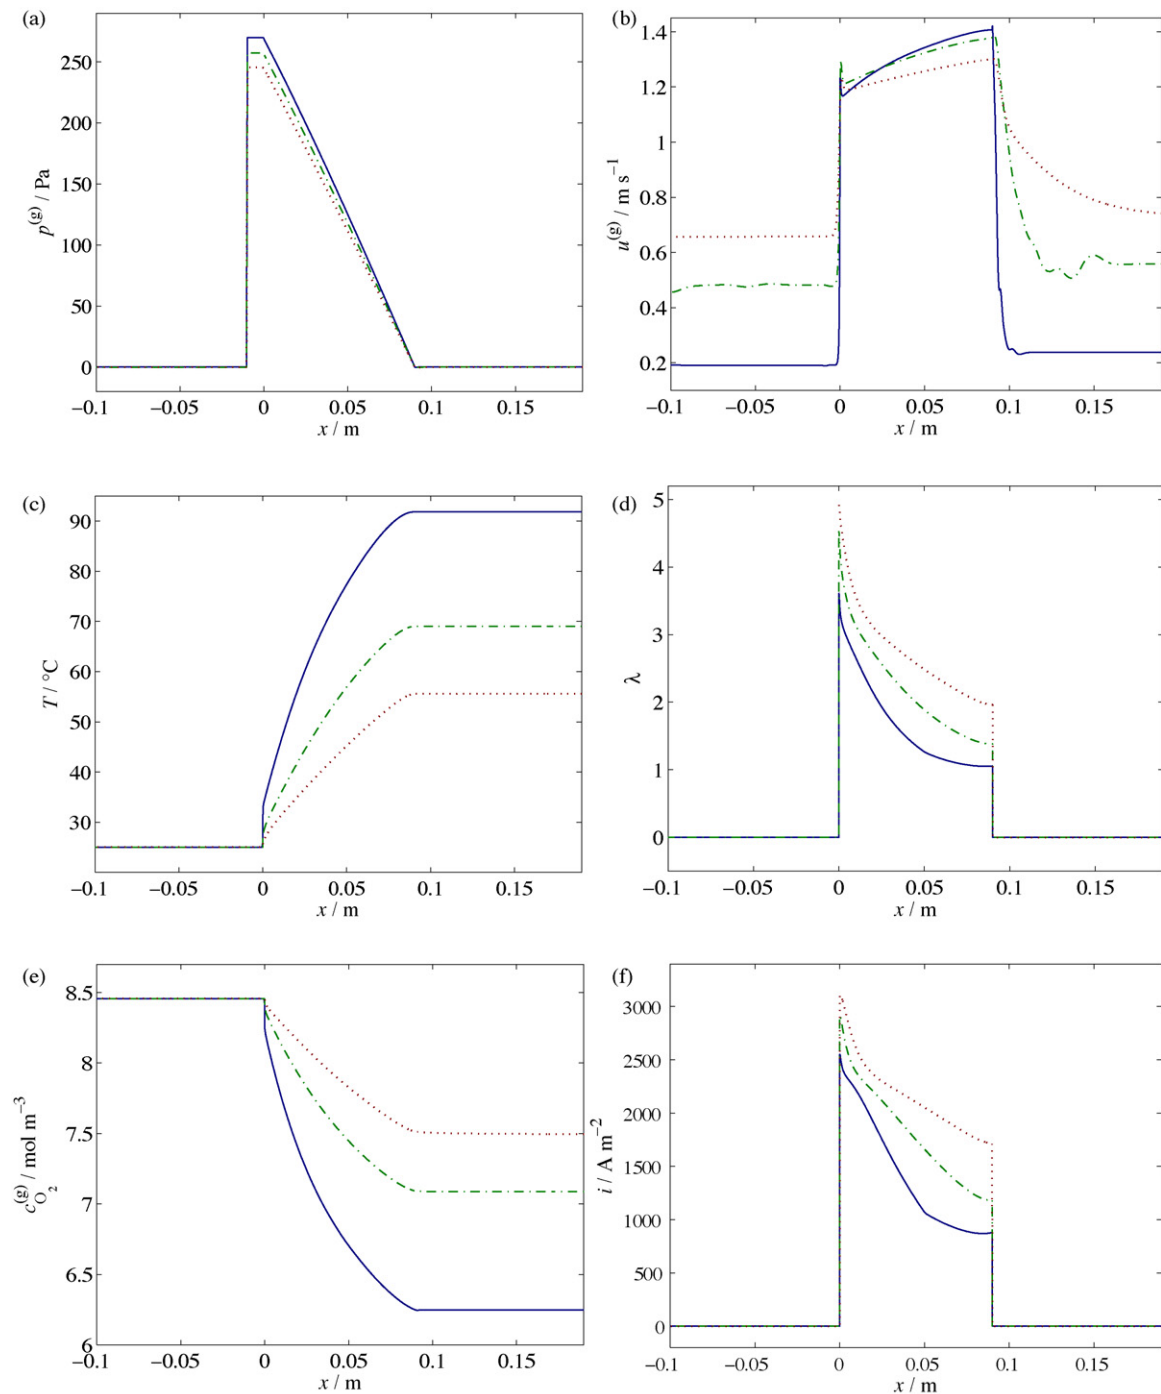 (a)
250
200
150
100
50
0
p(g) / Pa
−0.1 −0.05 0 0.05 0.1 0.15
x / m
(b)
1.4
1.2
1
0.8
0.6
0.4
0.2
u(g) / m s−1
−0.1 −0.05 0 0.05 0.1 0.15
x / m
(c)
90
80
70
60
50
40
30
T / °C
−0.1 −0.05 0 0.05 0.1 0.15
x / m
(d)
5
4
3
2
1
0
λ
−0.1 −0.05 0 0.05 0.1 0.15
x / m
(e)
8.5
8
7.5
7
6.5
6
c(g)O2 / mol m−3
−0.1 −0.05 0 0.05 0.1 0.15
x / m
(f)
3000
2500
2000
1500
1000
500
0
i / A m−2
−0.1 −0.05 0 0.05 0.1 0.15
x / m